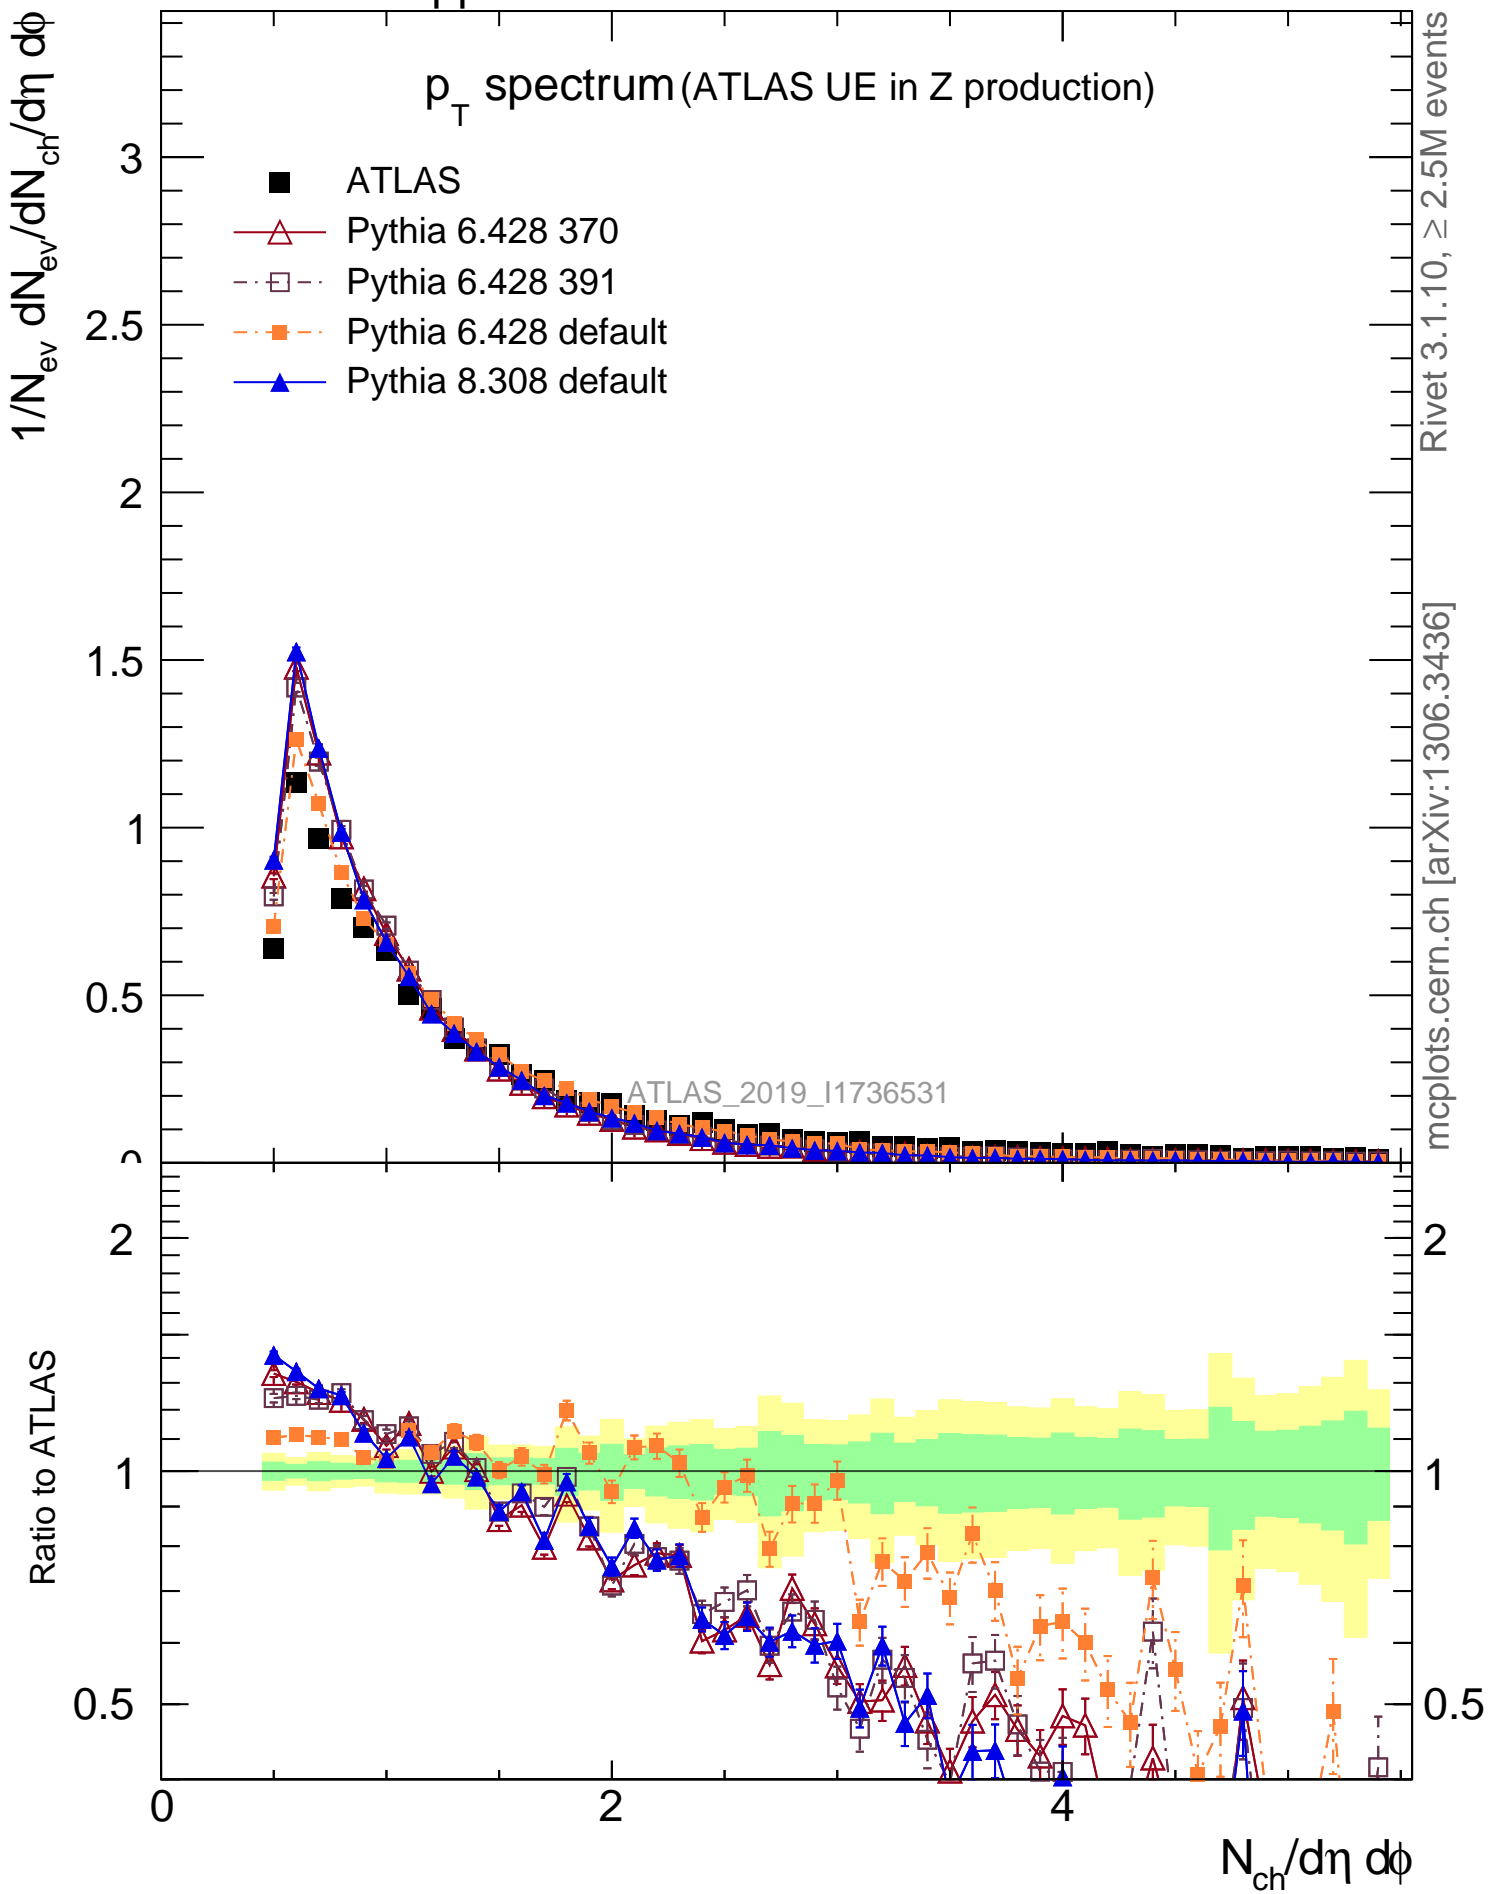 pp
p_T spectrum (ATLAS UE in Z production)
ATLAS
Pythia 6.428 370
Pythia 6.428 391
Pythia 6.428 default
Pythia 8.308 default
1/N_ev dN_ev/dN_ch/dη dϕ
3
2.5
2
1.5
1
0.5
0
ATLAS_2019_I1736531
Rivet 3.1.10, ≥ 2.5M events
mcplots.cern.ch [arXiv:1306.3436]
Ratio to ATLAS
2
1
0.5
2
1
0.5
0
2
4
N_ch/dη dϕ